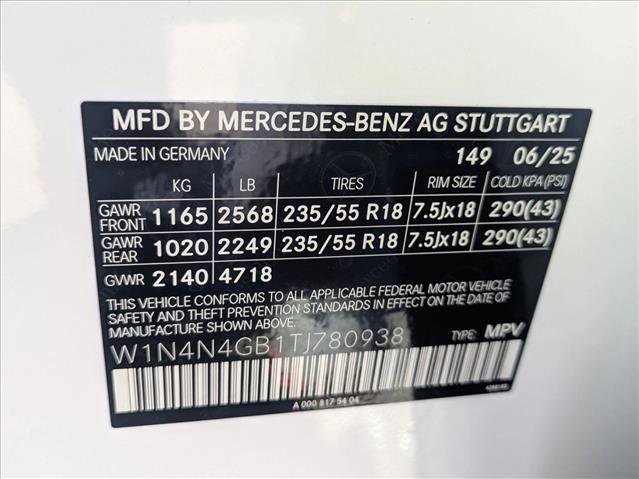 MFD BY MERCEDES-BENZ AG STUTTGART
MADE IN GERMANY 149 06/25
KG LB TIRES RIM SIZE COLD KPA(PSI)
GAWR FRONT 1165 2568 235/55 R18 7.5Jx18 290(43)
GAWR REAR 1020 2249 235/55 R18 7.5Jx18 290(43)
GVWR 2140 4718
THIS VEHICLE CONFORMS TO ALL APPLICABLE FEDERAL MOTOR VEHICLE
SAFETY AND THEFT PREVENTION STANDARDS IN EFFECT ON THE DATE OF
MANUFACTURE SHOWN ABOVE.
W1N4N4GB1TJ780938 TYPE: MPV
A 000 817 54 04